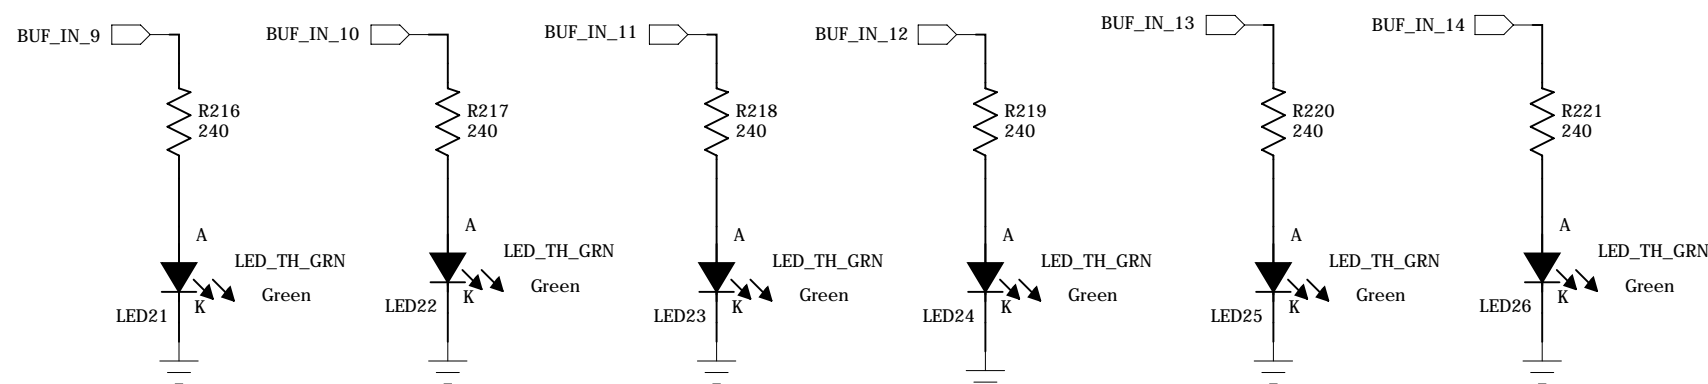 BUF_IN_9
BUF_IN_10
BUF_IN_11
BUF_IN_12
BUF_IN_13
BUF_IN_14
R216
240
R217
240
R218
240
R219
240
R220
240
R221
240
A
LED_TH_GRN
Green
K
LED21
A
LED_TH_GRN
Green
K
LED22
A
LED_TH_GRN
Green
K
LED23
A
LED_TH_GRN
Green
K
LED24
A
LED_TH_GRN
Green
K
LED25
A
LED_TH_GRN
Green
K
LED26